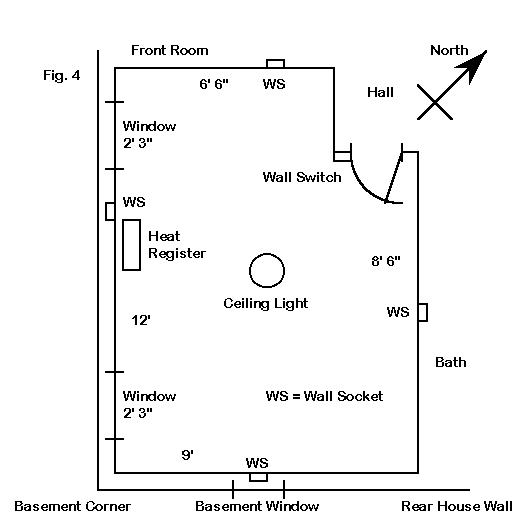 Front Room
North
Fig. 4
6' 6"
WS
Hall
Window
2' 3"
Wall Switch
WS
Heat
Register
8' 6"
Ceiling Light
WS
12'
Bath
Window
2' 3"
WS = Wall Socket
9'
WS
Basement Corner
Basement Window
Rear House Wall